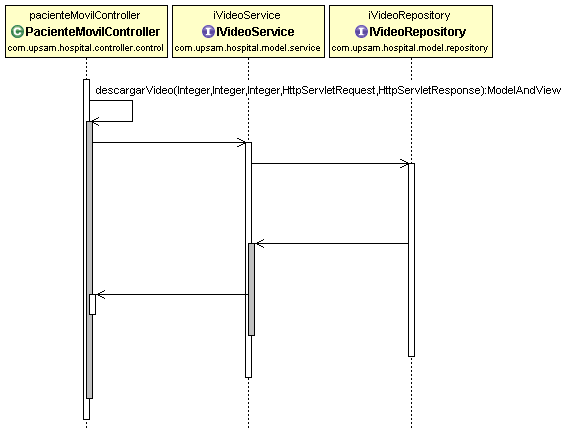 pacienteMovilController
C PacienteMovilController
com.upsam.hospital.controller.control
iVideoService
I IVideoService
com.upsam.hospital.model.service
iVideoRepository
I IVideoRepository
com.upsam.hospital.model.repository
descargarVideo(Integer,Integer,Integer,HttpServletRequest,HttpServletResponse):ModelAndView